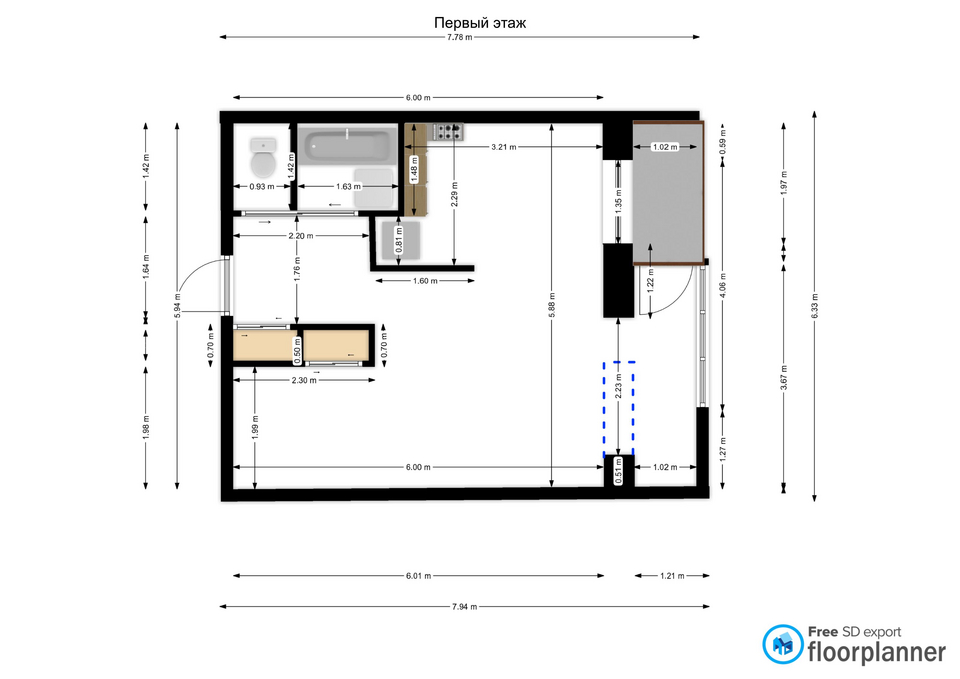 Первый этаж
7.78 m
6.00 m
0.59 m
1.42 m
1.42 m
3.21 m
1.02 m
1.48 m
0.93 m
1.63 m
1.97 m
2.29 m
1.35 m
2.20 m
0.81 m
1.64 m
1.76 m
1.60 m
1.22 m
4.06 m
5.94 m
5.88 m
6.33 m
0.70 m
0.50 m
0.70 m
2.30 m
2.23 m
3.67 m
1.98 m
1.99 m
6.00 m
0.51 m
1.02 m
1.27 m
6.01 m
1.21 m
7.94 m
Free SD export
floorplanner